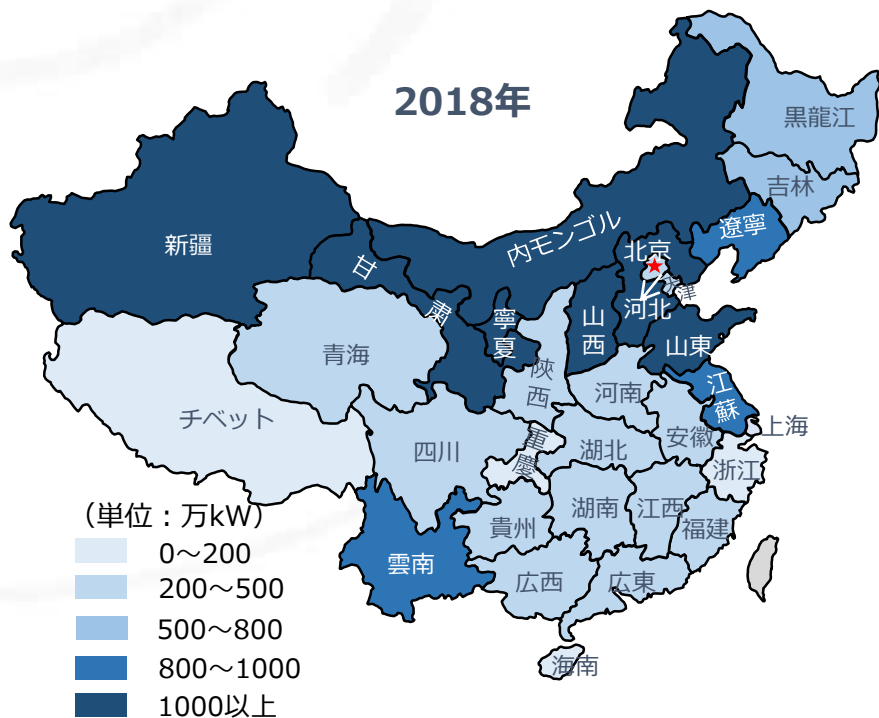 2018年
黒龍江
吉林
遼寧
内モンゴル
新疆
北京
天津
甘
粛
河北
寧夏
山西
山東
青海
陝西
河南
江蘇
チベット
四川
重慶
湖北
安徽
上海
浙江
湖南
江西
貴州
福建
雲南
広西
広東
海南
（単位：万kW）
0～200
200～500
500～800
800～1000
1000以上